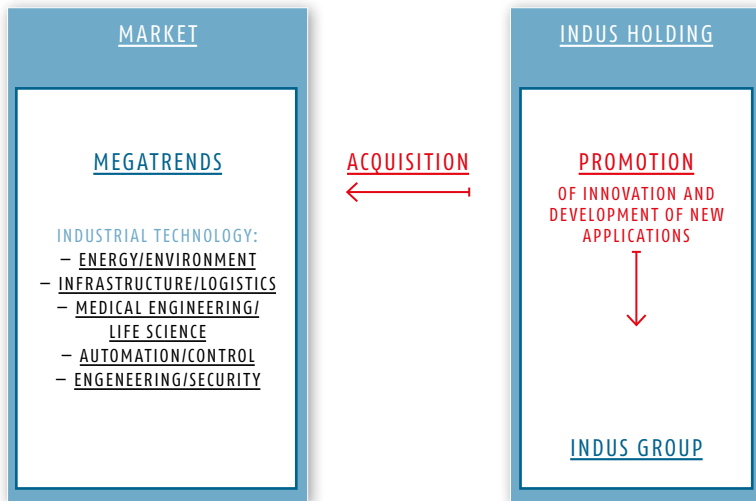 MARKET
MEGATRENDS
INDUSTRIAL TECHNOLOGY:
– ENERGY/ENVIRONMENT
– INFRASTRUCTURE/LOGISTICS
– MEDICAL ENGINEERING/
LIFE SCIENCE
– AUTOMATION/CONTROL
– ENGENEERING/SECURITY
ACQUISITION
INDUS HOLDING
PROMOTION
OF INNOVATION AND
DEVELOPMENT OF NEW
APPLICATIONS
INDUS GROUP